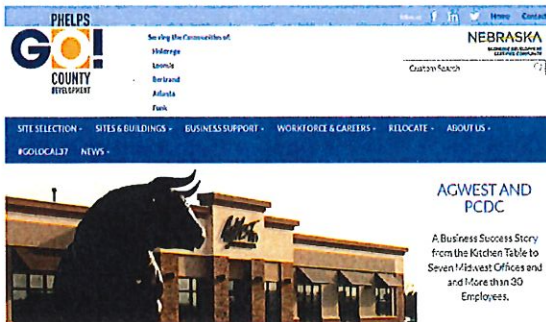 PHELPS
GO!
COUNTY
DEVELOPMENT
Serving the Communities of:
Holdrege
Loomis
Bertrand
Atlanta
Funk
Home Contact
NEBRASKA
Custom Search
SITE SELECTION - SITES & BUILDINGS - BUSINESS SUPPORT - WORKFORCE & CAREERS - RELOCATE - ABOUT US -
#GOLOCAL37 NEWS -
AGWEST AND
PCDC
A Business Success Story
from the Kitchen Table to
Seven Midwest Offices and
and More than 30
Employees.